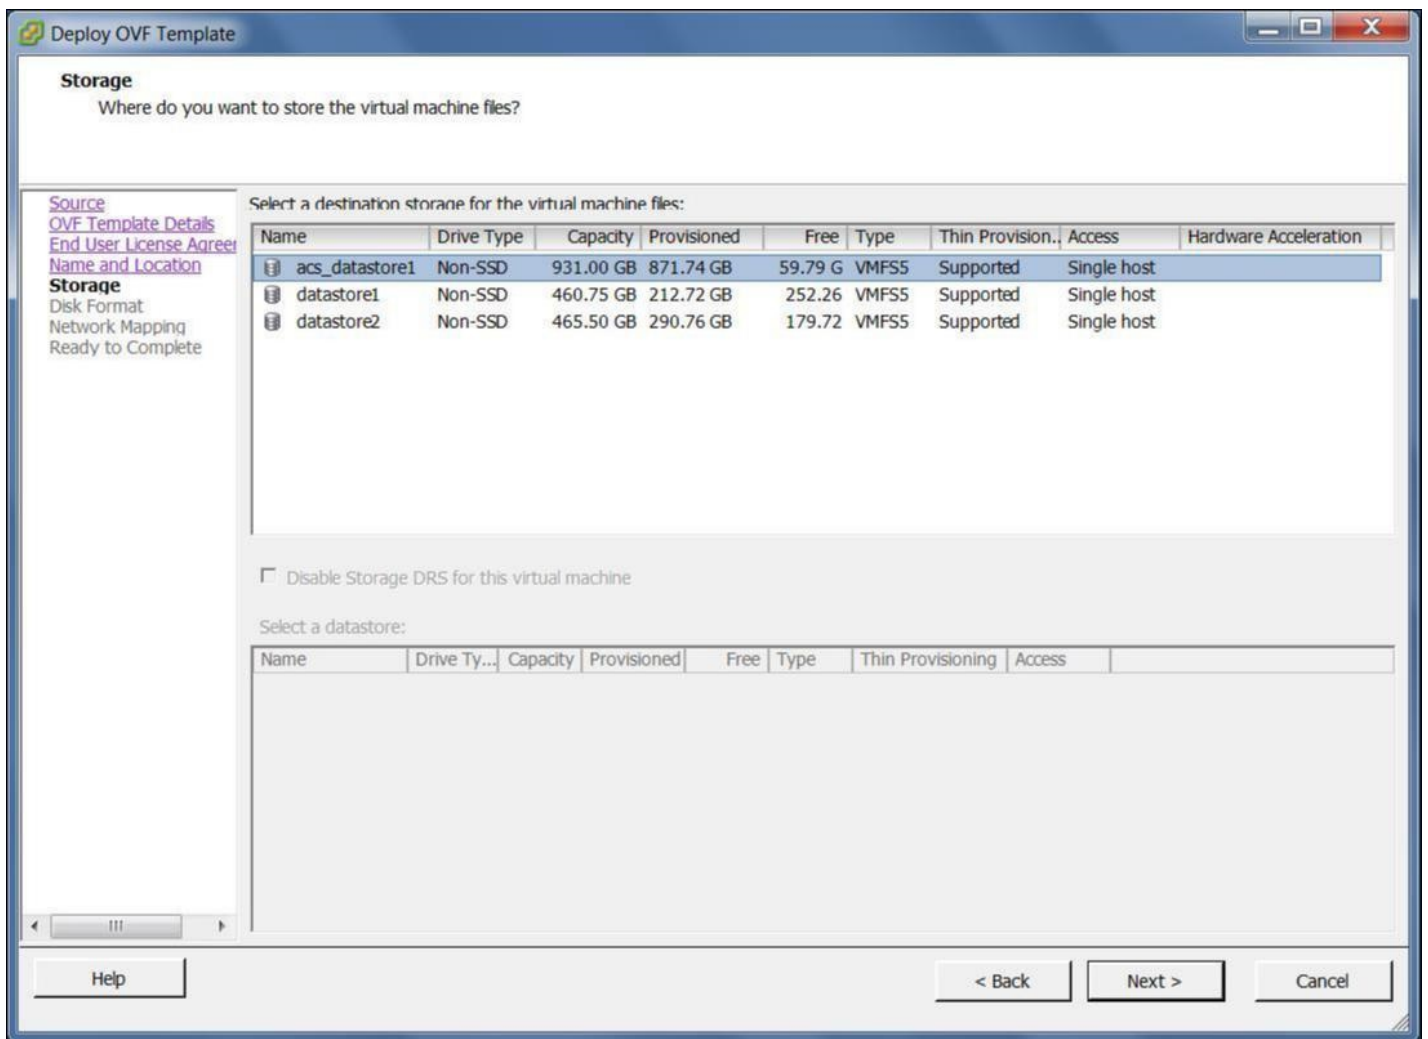 Deploy OVF Template
Storage
Where do you want to store the virtual machine files?
Source
OVF Template Details
End User License Agreer
Name and Location
Storage
Disk Format
Network Mapping
Ready to Complete
Select a destination storage for the virtual machine files:
Name Drive Type Capacity Provisioned Free Type Thin Provision.. Access Hardware Acceleration
acs_datastore1 Non-SSD 931.00 GB 871.74 GB 59.79 G VMFS5 Supported Single host
datastore1 Non-SSD 460.75 GB 212.72 GB 252.26 VMFS5 Supported Single host
datastore2 Non-SSD 465.50 GB 290.76 GB 179.72 VMFS5 Supported Single host
Disable Storage DRS for this virtual machine
Select a datastore:
Name Drive Ty... Capacity Provisioned Free Type Thin Provisioning Access
Help < Back Next > Cancel